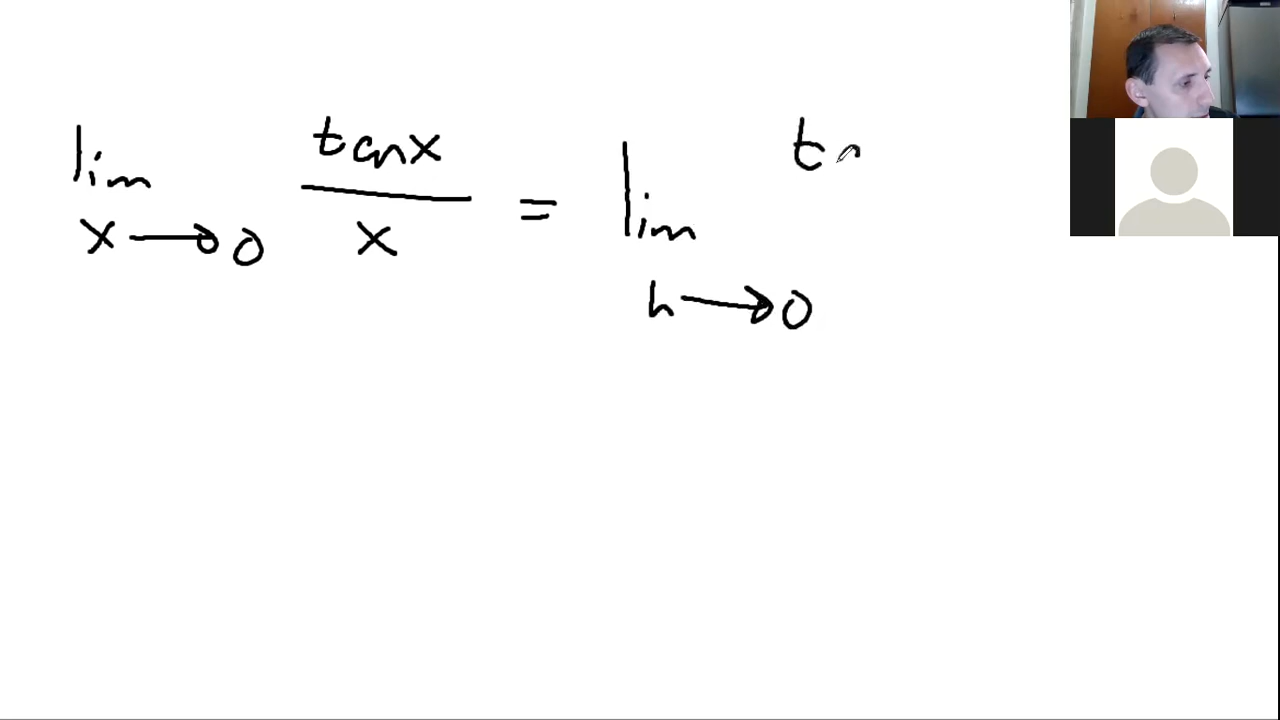 lim tanx/x = lim t
x→0 h→0